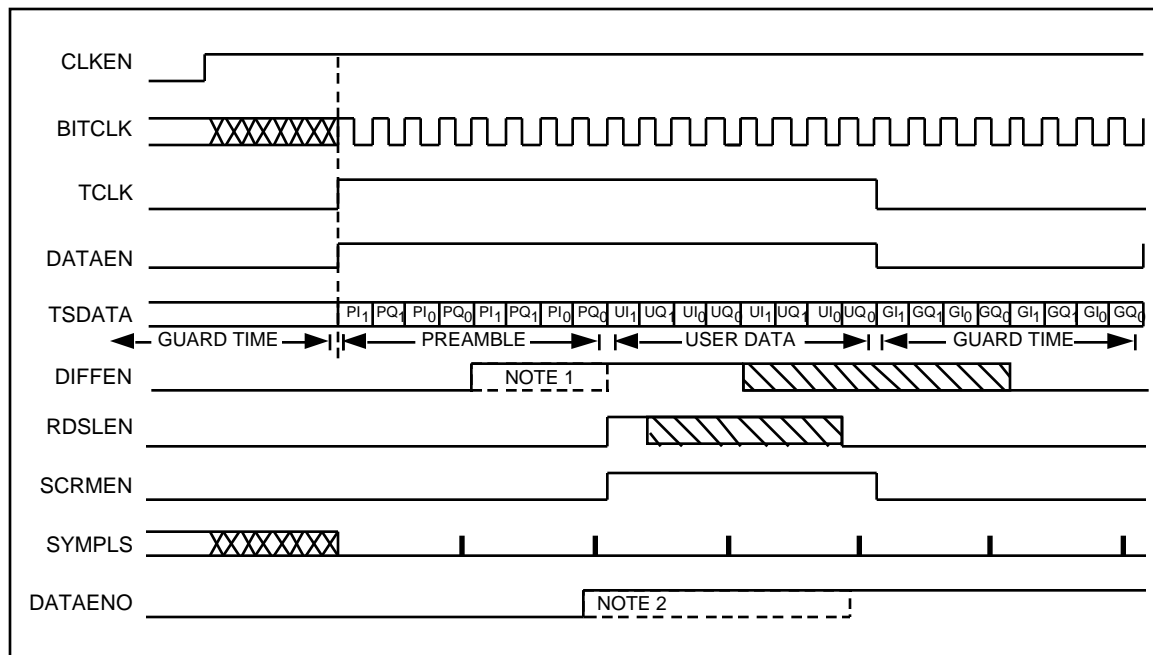 CLKEN
BITCLK
TCLK
DATAEN
TSDATA PI1 PQ1 PI0 PQ0 PI1 PQ1 PI0 PQ0 UI1 UQ1 UI0 UQ0 UI1 UQ1 UI0 UQ0 GI1 GQ1 GI0 GQ0 GI1 GQ1 GI0 GQ0
GUARD TIME PREAMBLE USER DATA GUARD TIME
DIFFEN NOTE 1
RDSLEN
SCRMEN
SYMPLS
DATAENO NOTE 2